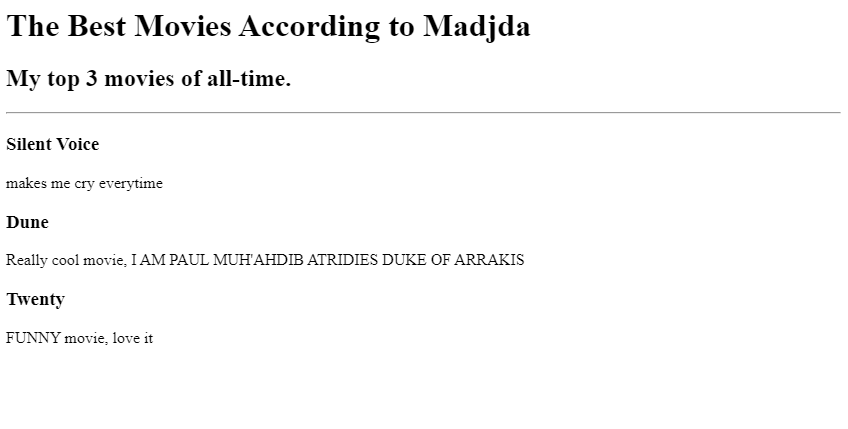 The Best Movies According to Madjda
My top 3 movies of all-time.
Silent Voice
makes me cry everytime
Dune
Really cool movie, I AM PAUL MUH'AHDIB ATRIDIES DUKE OF ARRAKIS
Twenty
FUNNY movie, love it